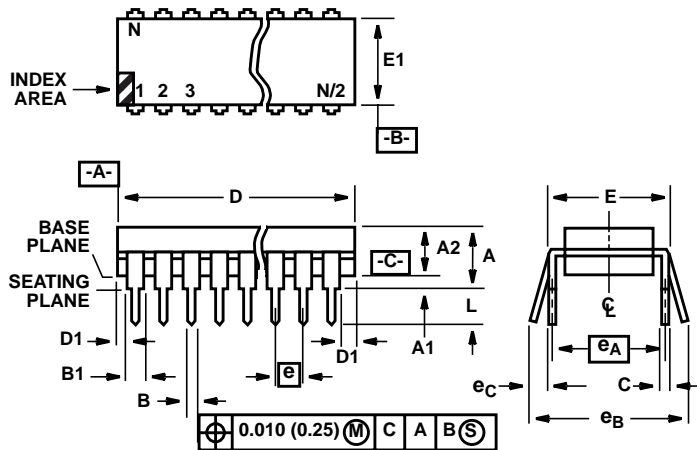 N
E1
INDEX
AREA
1 2 3 N/2
-B-
-A-
D
E
BASE
PLANE
A2
A
-C-
SEATING
PLANE
℄
L
D1
A1
D1
e
eA
B1
eC
C
B
eB
⌖ 0.010 (0.25) Ⓜ C A B Ⓢ